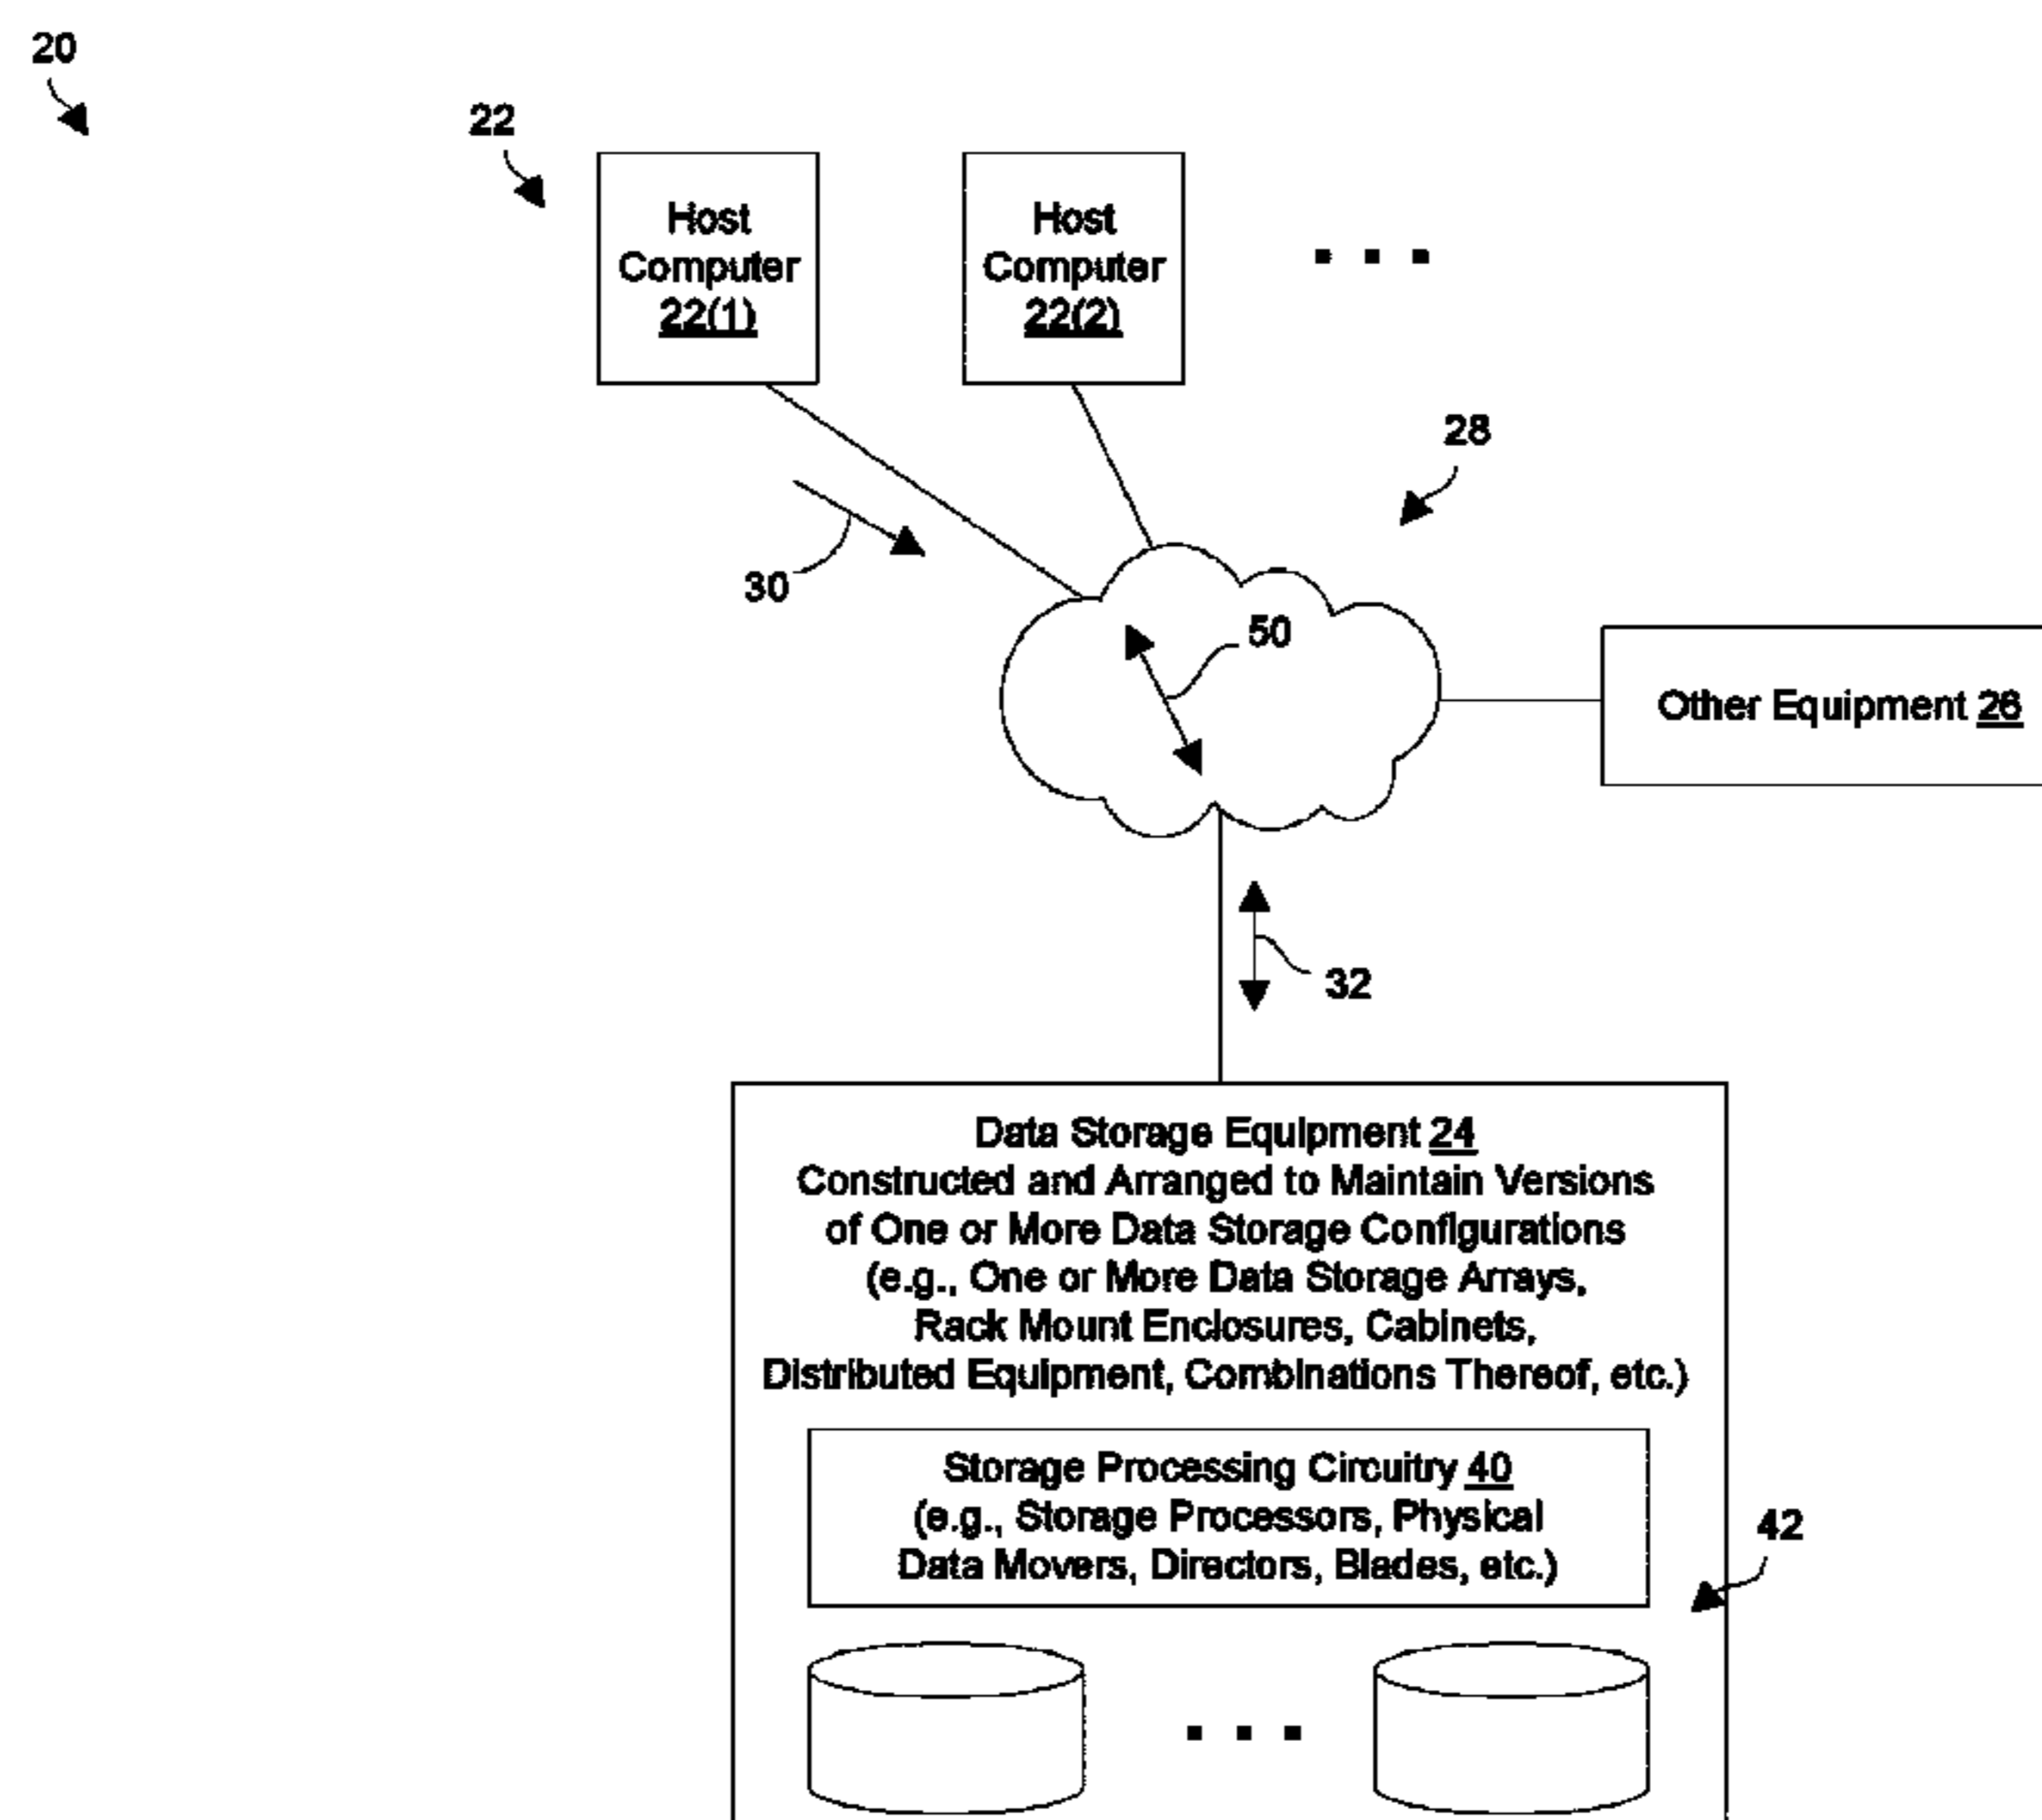 20
22
Host
Computer
22(1)
Host
Computer
22(2)
. . .
28
30
50
Other Equipment 26
32
Data Storage Equipment 24
Constructed and Arranged to Maintain Versions
of One or More Data Storage Configurations
(e.g., One or More Data Storage Arrays,
Rack Mount Enclosures, Cabinets,
Distributed Equipment, Combinations Thereof, etc.)
Storage Processing Circuitry 40
(e.g., Storage Processors, Physical
Data Movers, Directors, Blades, etc.)
42
. . .